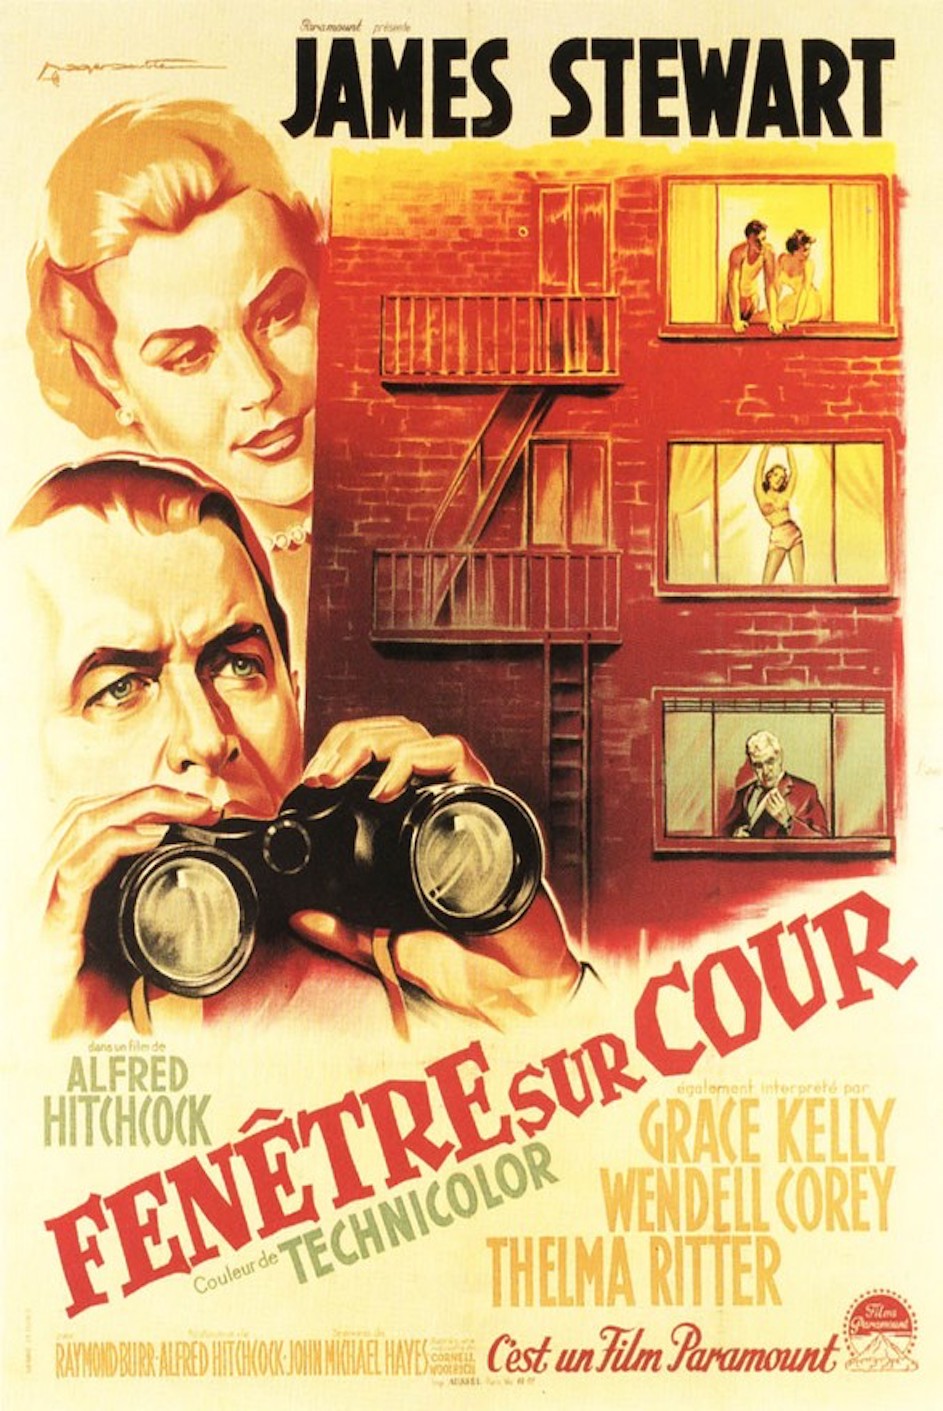 Paramount présente
JAMES STEWART
dans un film de
ALFRED
HITCHCOCK
FENÊTRE SUR COUR
Couleur de TECHNICOLOR
également interprété par
GRACE KELLY
WENDELL COREY
THELMA RITTER
RAYMOND BURR - ALFRED HITCHCOCK - JOHN MICHAEL HAYES
CORNELL
WOOLRICH
C'est un Film Paramount
Films
Paramount